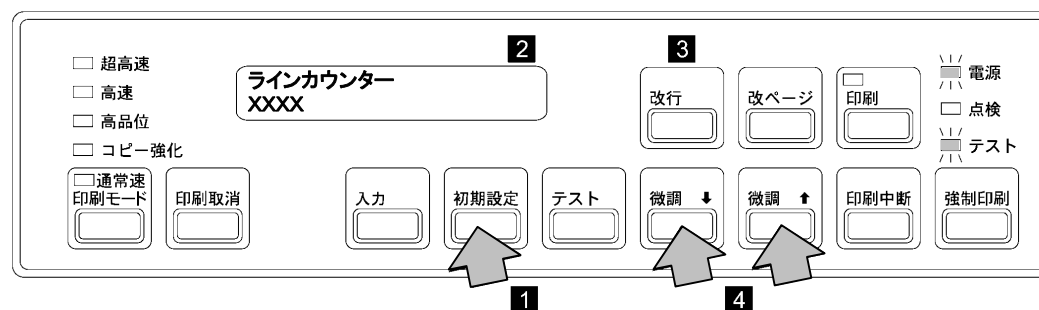 超高速
高速
高品位
コピー強化
通常速
印刷モード
印刷取消
2
ラインカウンター
XXXX
3
改行
改ページ
印刷
電源
点検
テスト
入力
初期設定
テスト
微調 ⬇
微調 ⬆
印刷中断
強制印刷
1
4